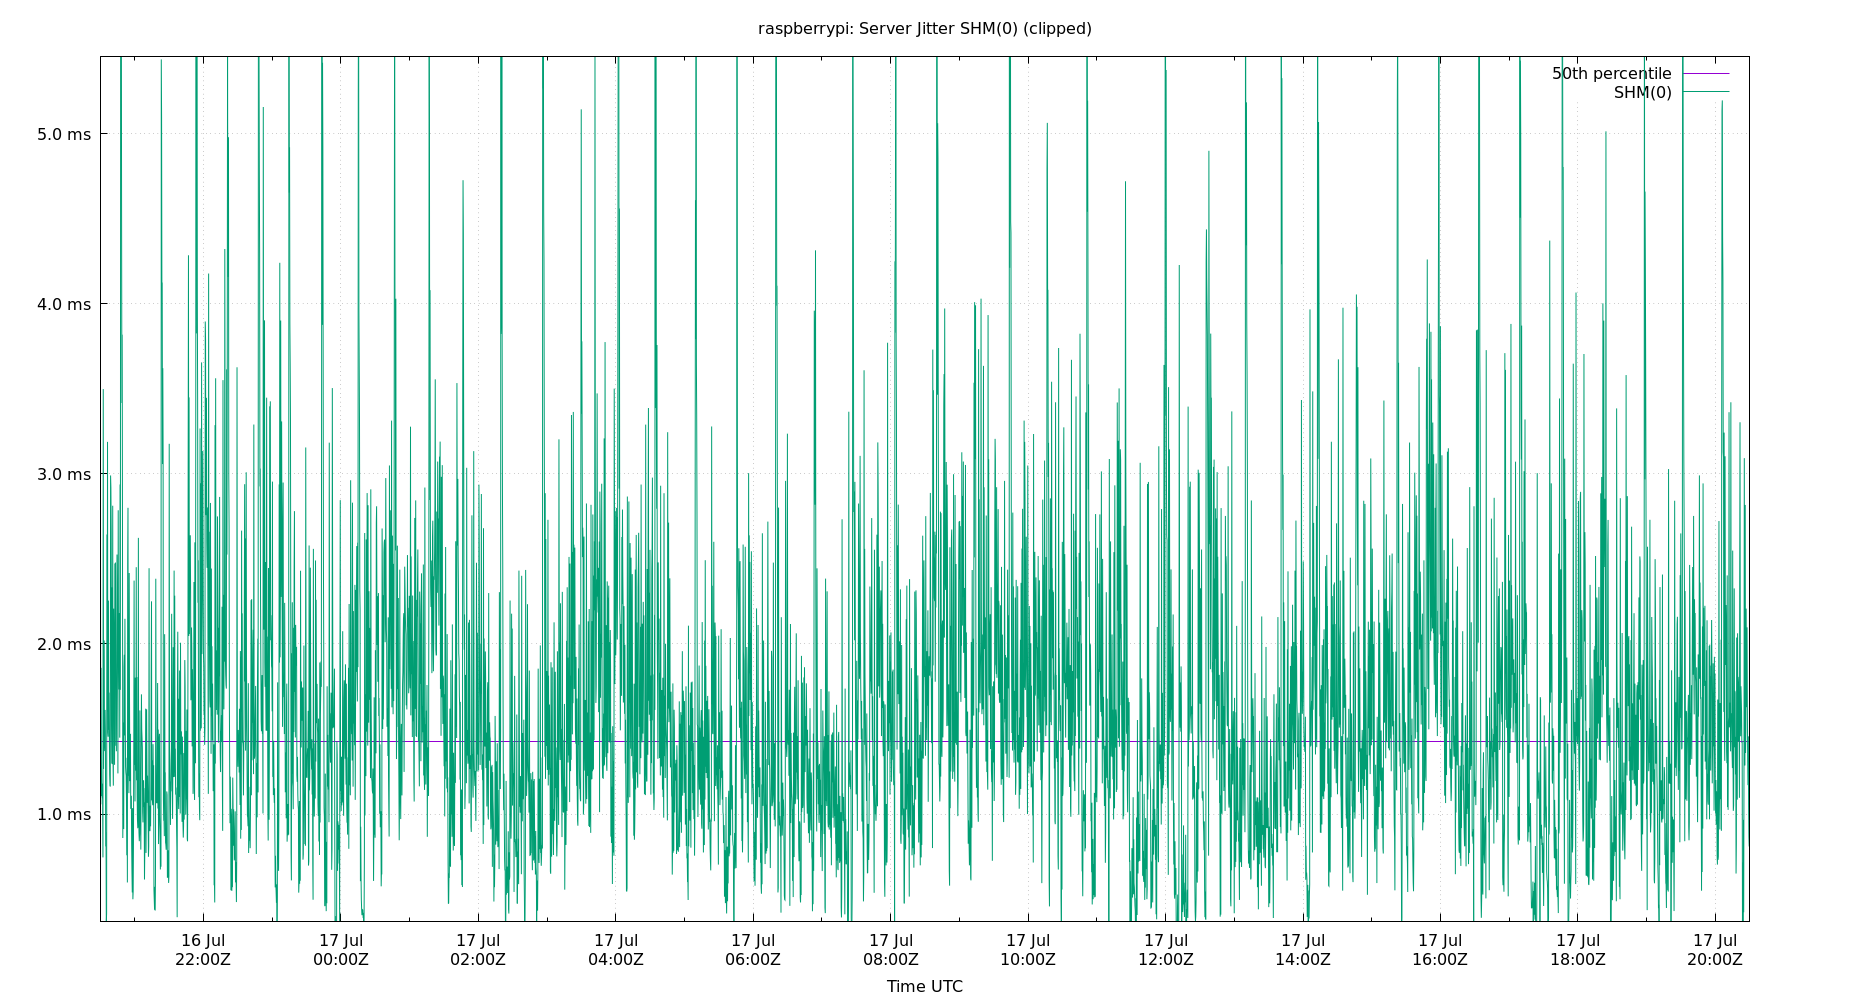 raspberrypi: Server Jitter SHM(0) (clipped)
50th percentile
SHM(0)
5.0 ms
4.0 ms
3.0 ms
2.0 ms
1.0 ms
16 Jul 17 Jul 17 Jul 17 Jul 17 Jul 17 Jul 17 Jul 17 Jul 17 Jul 17 Jul 17 Jul 17 Jul
22:00Z 00:00Z 02:00Z 04:00Z 06:00Z 08:00Z 10:00Z 12:00Z 14:00Z 16:00Z 18:00Z 20:00Z
Time UTC